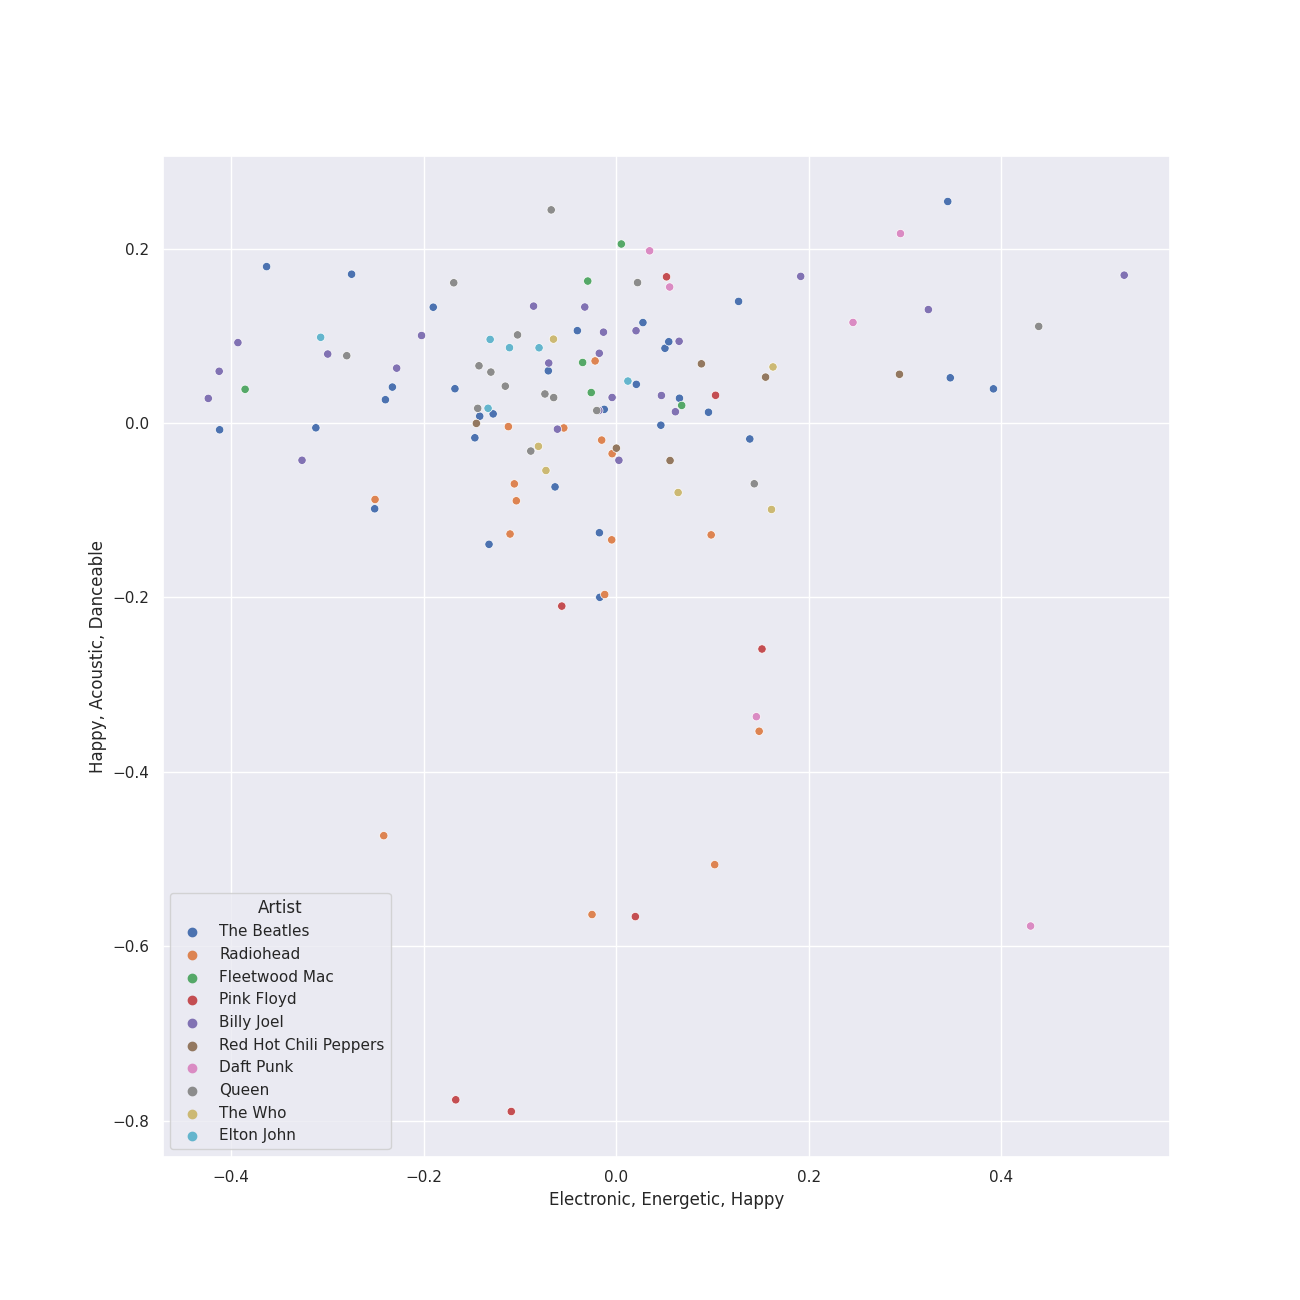 0.2
0.0
−0.2
−0.4
−0.6
−0.8
Happy, Acoustic, Danceable
Artist
The Beatles
Radiohead
Fleetwood Mac
Pink Floyd
Billy Joel
Red Hot Chili Peppers
Daft Punk
Queen
The Who
Elton John
−0.4 −0.2 0.0 0.2 0.4
Electronic, Energetic, Happy